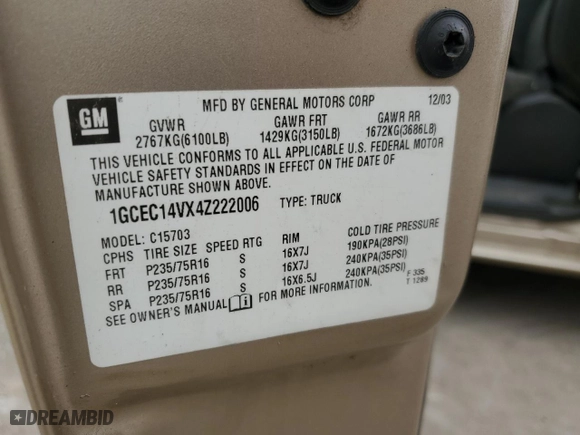 GM
MFD BY GENERAL MOTORS CORP 12/03
GVWR GAWR FRT GAWR RR
2767KG(6100LB) 1429KG(3150LB) 1672KG(3686LB)
THIS VEHICLE CONFORMS TO ALL APPLICABLE U.S. FEDERAL MOTOR
VEHICLE SAFETY STANDARDS IN EFFECT ON THE DATE OF
MANUFACTURE SHOWN ABOVE.
1GCEC14VX4Z222006 TYPE: TRUCK
MODEL: C15703
CPHS TIRE SIZE SPEED RTG RIM COLD TIRE PRESSURE
FRT P235/75R16 S 16X7J 190KPA(28PSI)
RR P235/75R16 S 16X7J 240KPA(35PSI)
SPA P235/75R16 S 16X6.5J 240KPA(35PSI)
SEE OWNER'S MANUAL FOR MORE INFORMATION.
F 335
T 1289
DREAMBID